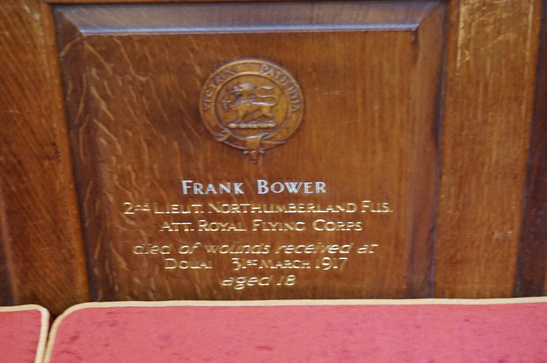 FRANK BOWER
2nd LIEUT. NORTHUMBERLAND FUS.
ATT. ROYAL FLYING CORPS
died of wounds received at
DOUAI 31st MARCH 1917
aged 18